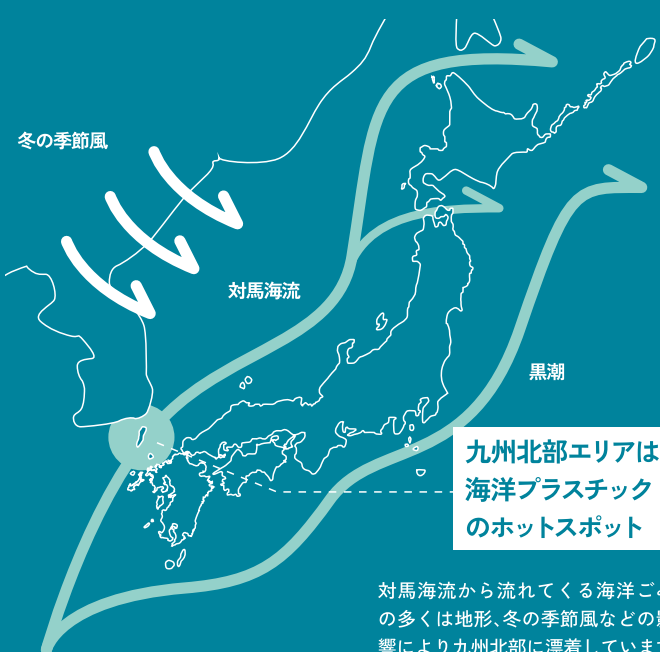 冬の季節風
対馬海流
黒潮
九州北部エリアは
海洋プラスチック
のホットスポット
対馬海流から流れてくる海洋ご
の多くは地形、冬の季節風などの影
響により九州北部に漂着しています